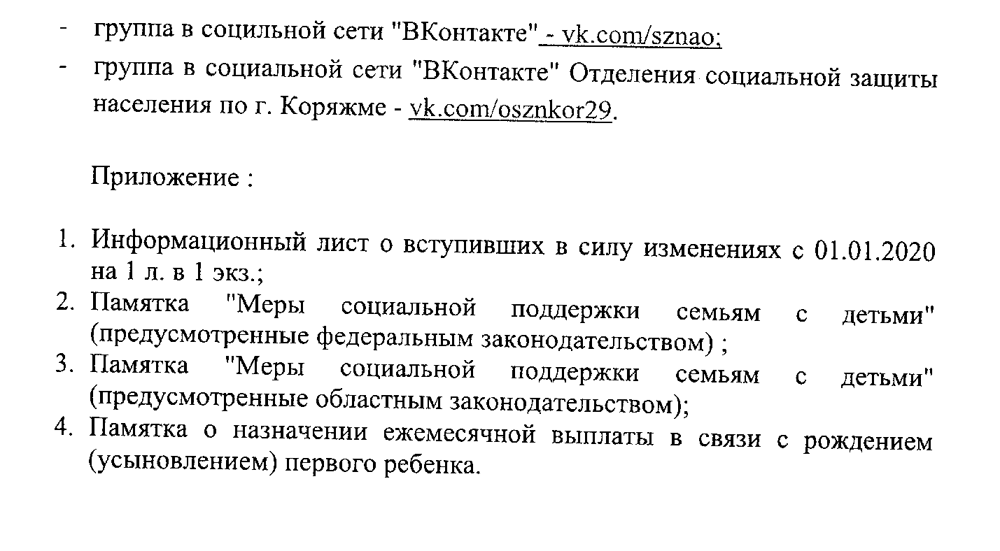 - группа в социльной сети "ВКонтакте" - vk.com/sznao;
- группа в социальной сети "ВКонтакте" Отделения социальной защиты
населения по г. Коряжме - vk.com/osznkor29.
Приложение :
1. Информационный лист о вступивших в силу изменениях с 01.01.2020
на 1 л. в 1 экз.;
2. Памятка "Меры социальной поддержки семьям с детьми"
(предусмотренные федеральным законодательством) ;
3. Памятка "Меры социальной поддержки семьям с детьми"
(предусмотренные областным законодательством);
4. Памятка о назначении ежемесячной выплаты в связи с рождением
(усыновлением) первого ребенка.